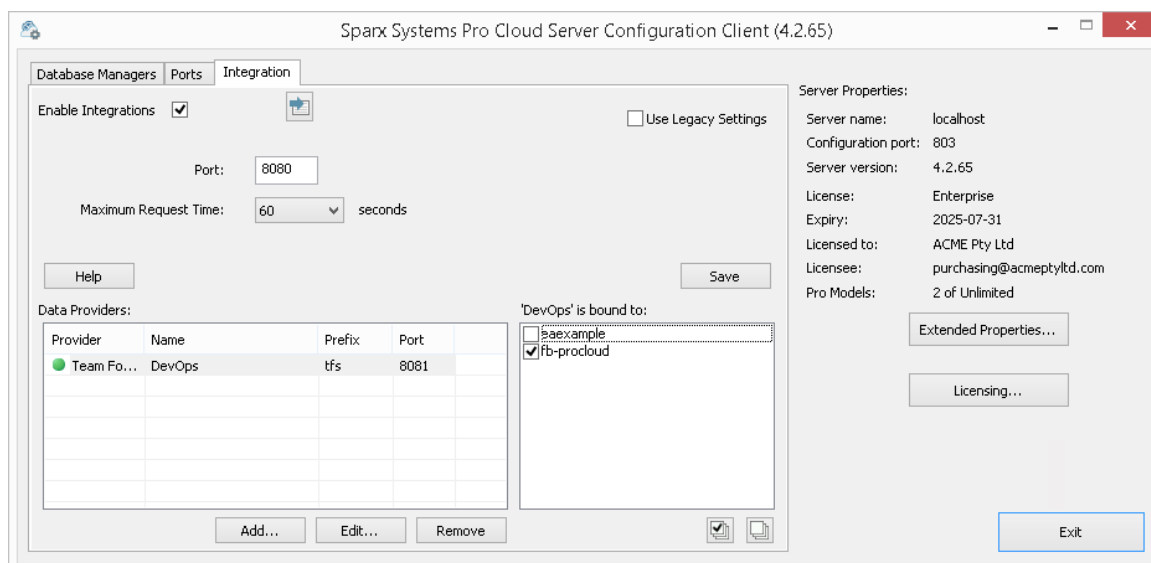 Sparx Systems Pro Cloud Server Configuration Client (4.2.65)
Database Managers Ports Integration
Enable Integrations
Use Legacy Settings
Port: 8080
Maximum Request Time: 60 seconds
Help Save
Data Providers:
Provider Name Prefix Port
Team Fo... DevOps tfs 8081
Add... Edit... Remove
'DevOps' is bound to:
eaexample
fb-procloud
Server Properties:
Server name: localhost
Configuration port: 803
Server version: 4.2.65
License: Enterprise
Expiry: 2025-07-31
Licensed to: ACME Pty Ltd
Licensee: purchasing@acmeptyltd.com
Pro Models: 2 of Unlimited
Extended Properties...
Licensing...
Exit